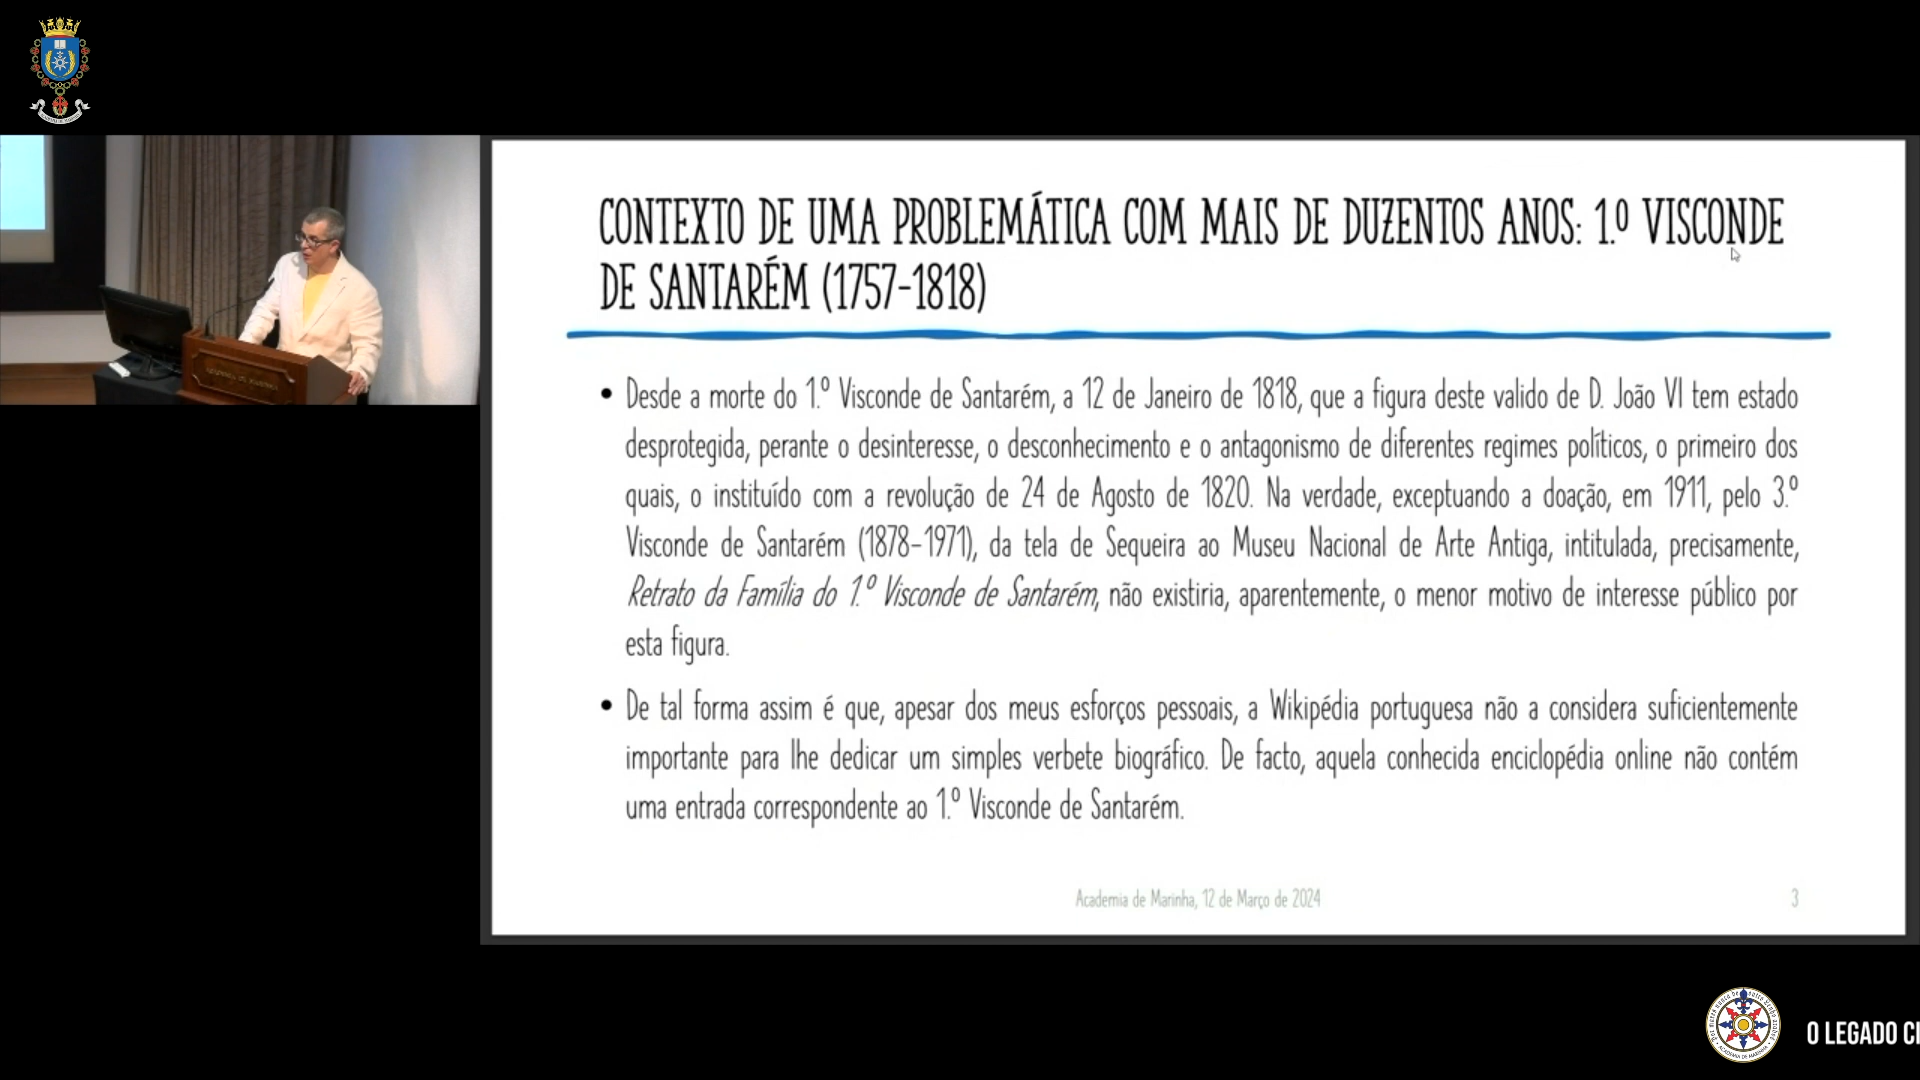 CONTEXTO DE UMA PROBLEMÁTICA COM MAIS DE DUZENTOS ANOS: 1.º VISCONDE
DE SANTARÉM (1757-1818)
• Desde a morte do 1.º Visconde de Santarém, a 12 de Janeiro de 1818, que a figura deste valido de D. João VI tem estado
desprotegida, perante o desinteresse, o desconhecimento e o antagonismo de diferentes regimes políticos, o primeiro dos
quais, o instituído com a revolução de 24 de Agosto de 1820. Na verdade, exceptuando a doação, em 1911, pelo 3.º
Visconde de Santarém (1878-1971), da tela de Sequeira ao Museu Nacional de Arte Antiga, intitulada, precisamente,
Retrato da Família do 1.º Visconde de Santarém, não existiria, aparentemente, o menor motivo de interesse público por
esta figura.
• De tal forma assim é que, apesar dos meus esforços pessoais, a Wikipédia portuguesa não a considera suficientemente
importante para lhe dedicar um simples verbete biográfico. De facto, aquela conhecida enciclopédia online não contém
uma entrada correspondente ao 1.º Visconde de Santarém.
Academia de Marinha, 12 de Março de 2024
3
ACADEMIA DE MARINHA
O LEGADO CI